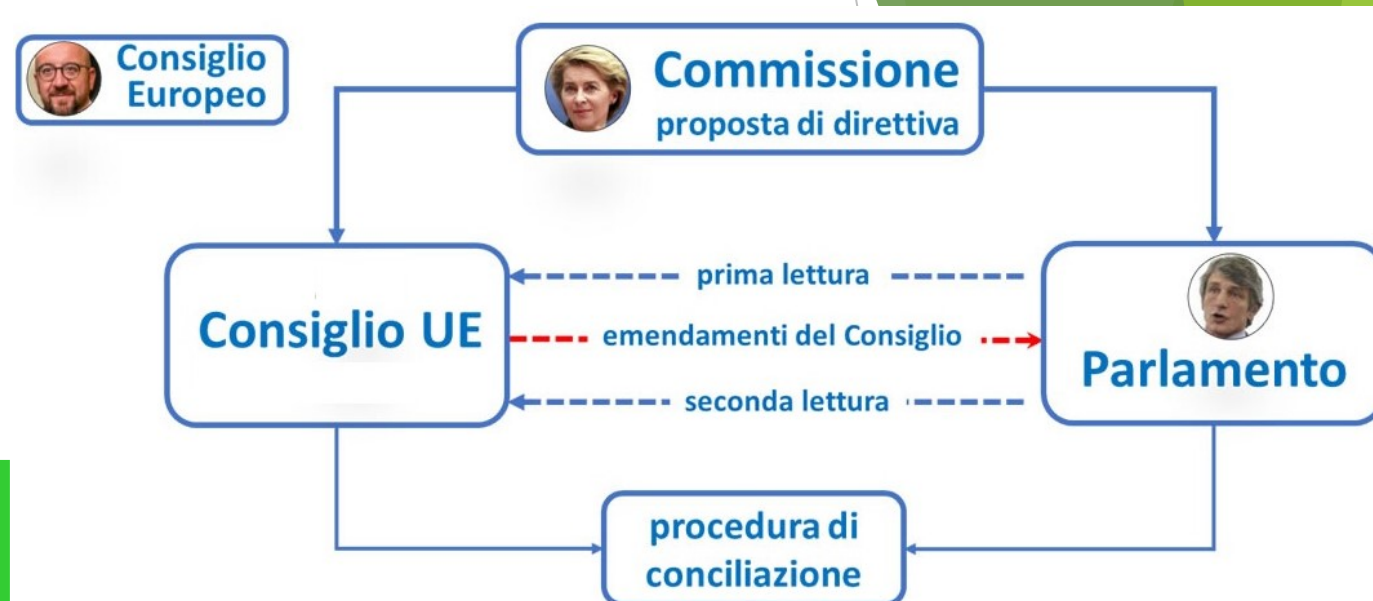 Consiglio
Europeo
Commissione
proposta di direttiva
prima lettura
Consiglio UE
emendamenti del Consiglio
Parlamento
seconda lettura
procedura di
conciliazione